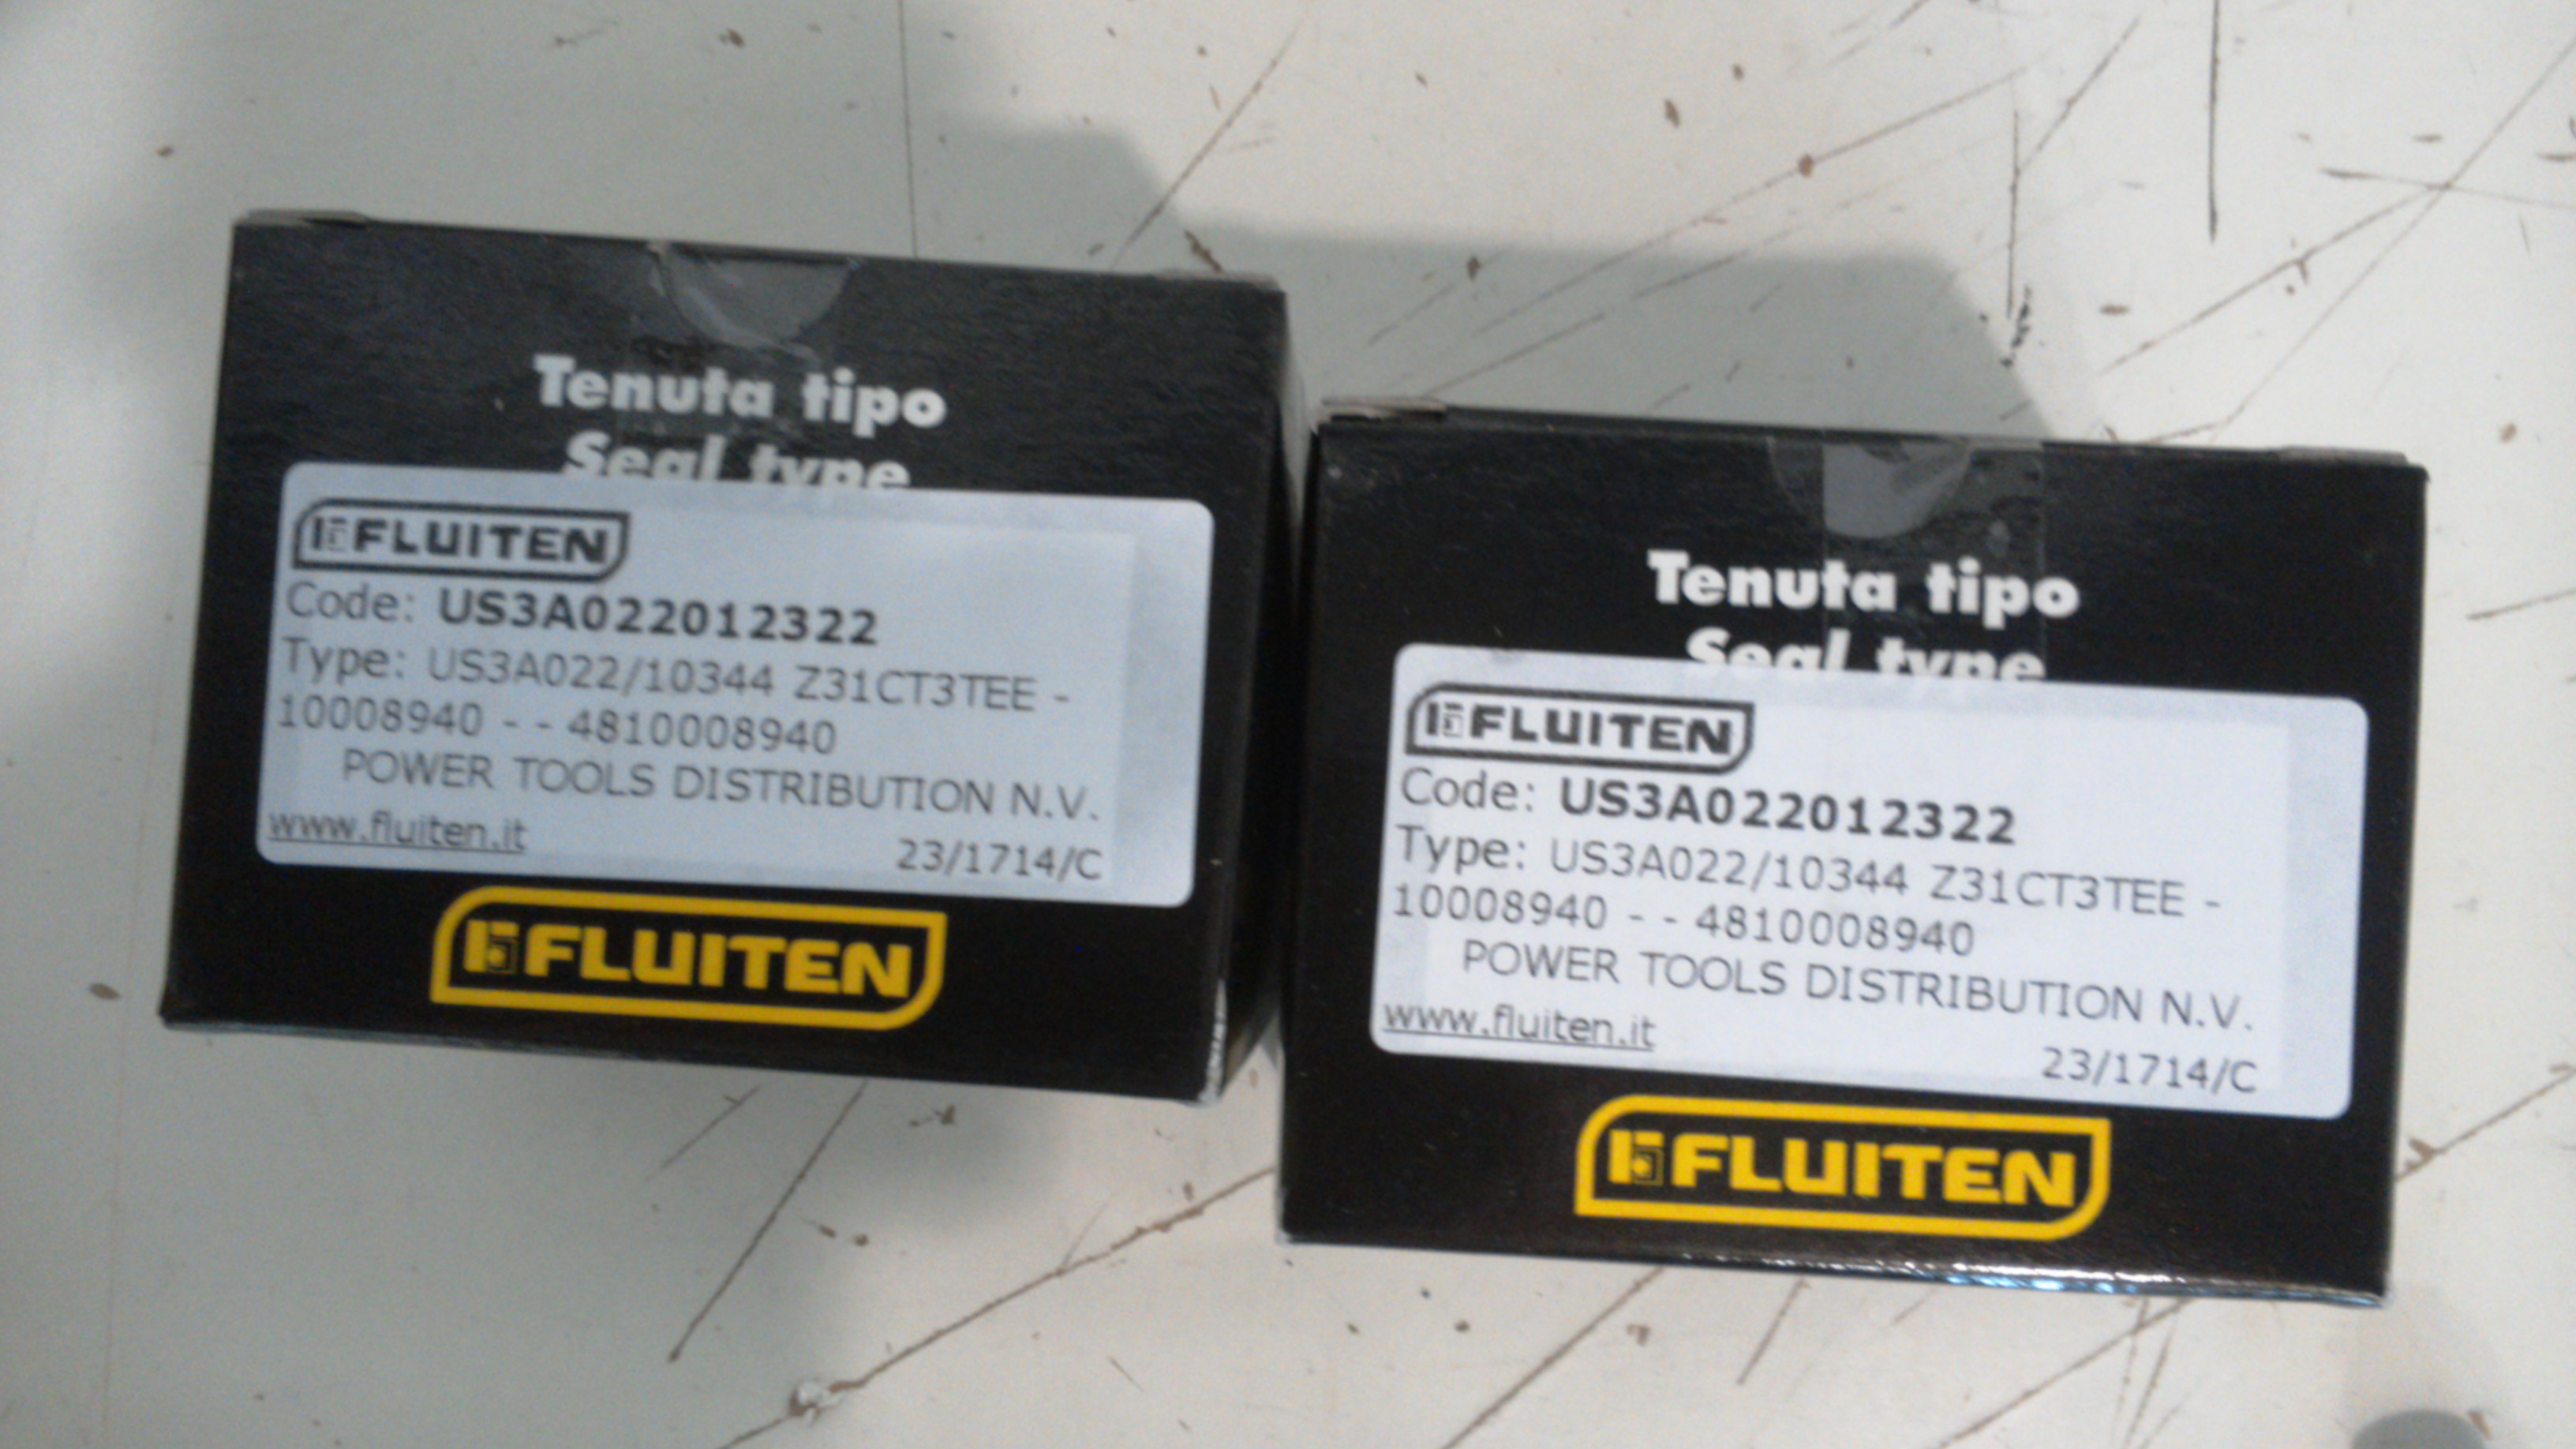 Tenuta tipo
Seal type
FLUITEN
Code: US3A022012322
Type: US3A022/10344 Z31CT3TEE -
10008940 - - 4810008940
POWER TOOLS DISTRIBUTION N.V.
www.fluiten.it
23/1714/C
FLUITEN
Tenuta tipo
Seal type
FLUITEN
Code: US3A022012322
Type: US3A022/10344 Z31CT3TEE -
10008940 - - 4810008940
POWER TOOLS DISTRIBUTION N.V.
www.fluiten.it
23/1714/C
FLUITEN